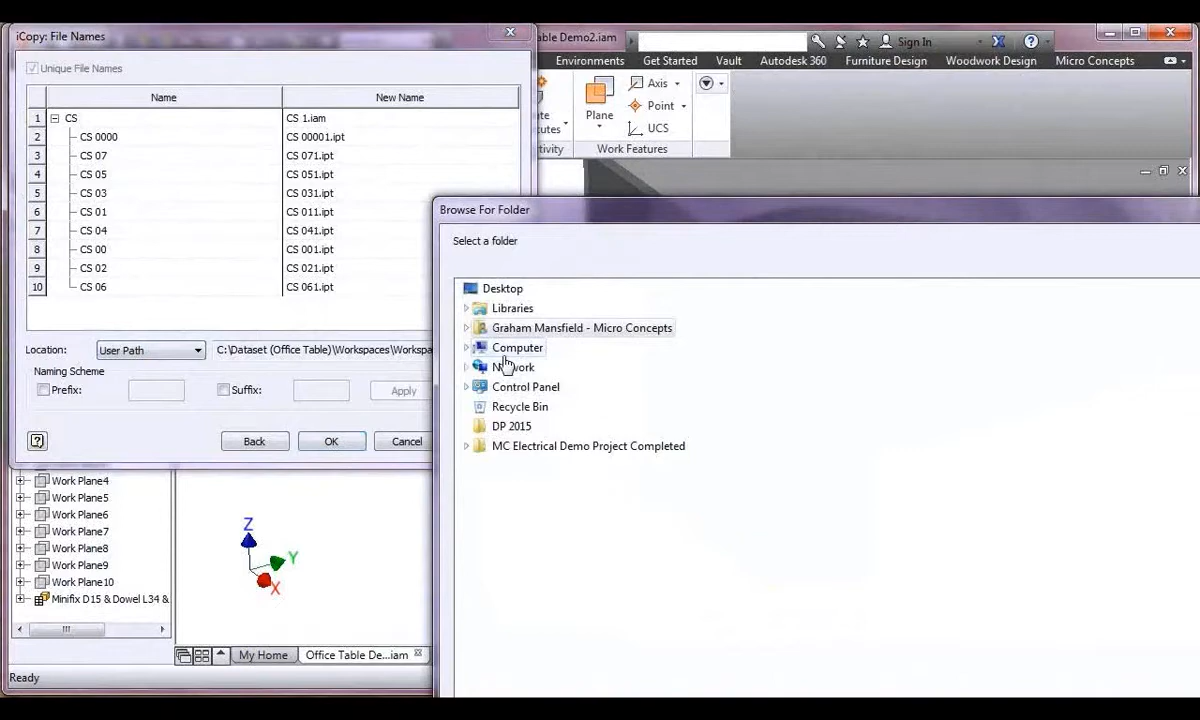 iCopy: File Names
Table Demo2.iam
Sign In
Environments Get Started Vault Autodesk 360 Furniture Design Woodwork Design Micro Concepts
Unique File Names
Name New Name
1 CS CS 1.iam
2 CS 0000 CS 00001.ipt
3 CS 07 CS 071.ipt
4 CS 05 CS 051.ipt
5 CS 03 CS 031.ipt
6 CS 01 CS 011.ipt
7 CS 04 CS 041.ipt
8 CS 00 CS 001.ipt
9 CS 02 CS 021.ipt
10 CS 06 CS 061.ipt
Plane
Axis
Point
UCS
Work Features
Location: User Path C:\Dataset (Office Table)\Workspaces\Workspa
Naming Scheme
Prefix: Suffix: Apply
Back OK Cancel
Browse For Folder
Select a folder
Desktop
Libraries
Graham Mansfield - Micro Concepts
Computer
Control Panel
Recycle Bin
DP 2015
MC Electrical Demo Project Completed
Work Plane4
Work Plane5
Work Plane6
Work Plane7
Work Plane8
Work Plane9
Work Plane10
Minifix D15 & Dowel L34 &
Z
Y
X
My Home Office Table De...iam
Ready